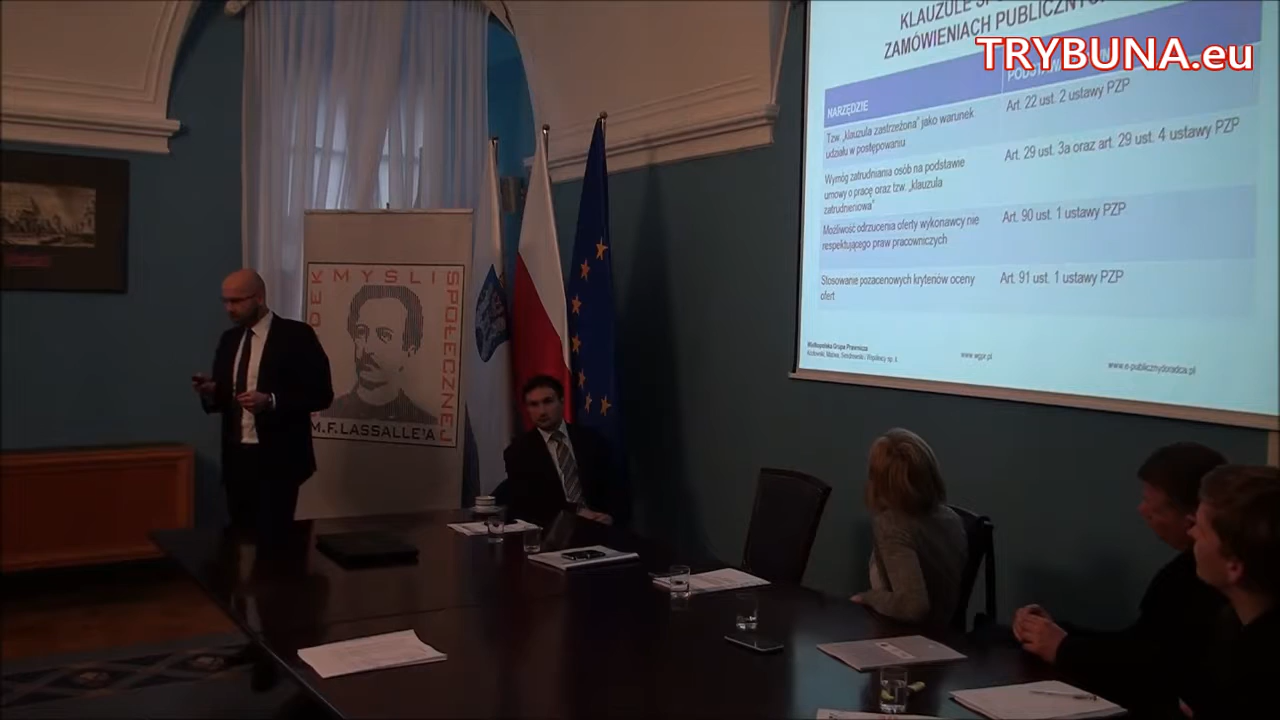 KLAUZULE
ZAMÓWIENIACH PUBLICZNYCH
TRYBUNA.eu
NARZĘDZIE
Tzw. „klauzula zastrzeżona” jako warunek
udziału w postępowaniu
Art. 22 ust. 2 ustawy PZP
Wymóg zatrudniania osób na podstawie
umowy o pracę oraz tzw. „klauzula
zatrudnieniowa”
Art. 29 ust. 3a oraz art. 29 ust. 4 ustawy PZP
Możliwość odrzucenia oferty wykonawcy nie
respektującego praw pracowniczych
Art. 90 ust. 1 ustawy PZP
Stosowanie pozacenowych kryteriów oceny
ofert
Art. 91 ust. 1 ustawy PZP
Wielkopolska Grupa Prawnicza
www.wgpr.pl
www.e-publicznydoradca.pl
DEK MYŚLI SPOŁECZNEJ
M.F.LASSALLE'A